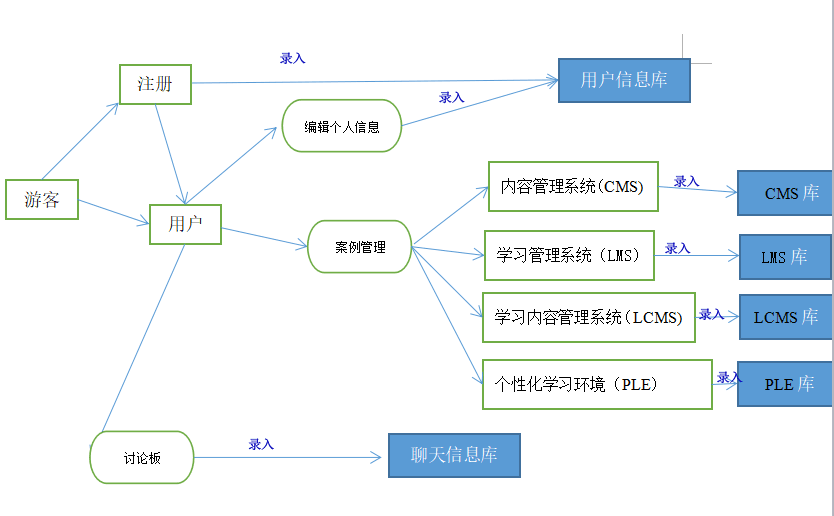 录入
注册
用户信息库
录入
编辑个人信息
内容管理系统(CMS)
录入
CMS 库
游客
用户
案例管理
学习管理系统（LMS）
录入
LMS 库
学习内容管理系统(LCMS)
录入
LCMS 库
个性化学习环境（PLE）
录入
PLE 库
讨论板
录入
聊天信息库